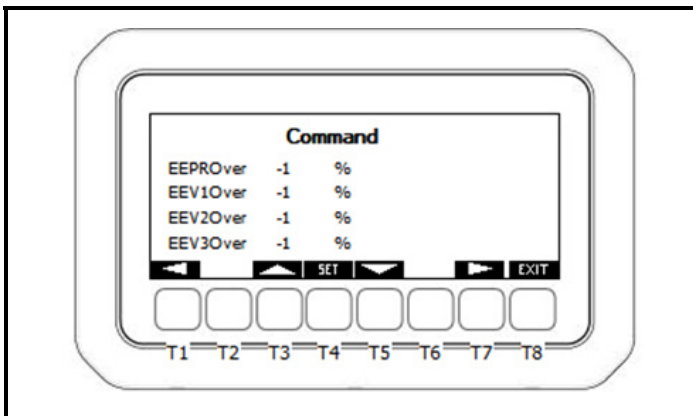 Command
EEPROver -1 %
EEV1Over -1 %
EEV2Over -1 %
EEV3Over -1 %
SET EXIT
T1 T2 T3 T4 T5 T6 T7 T8